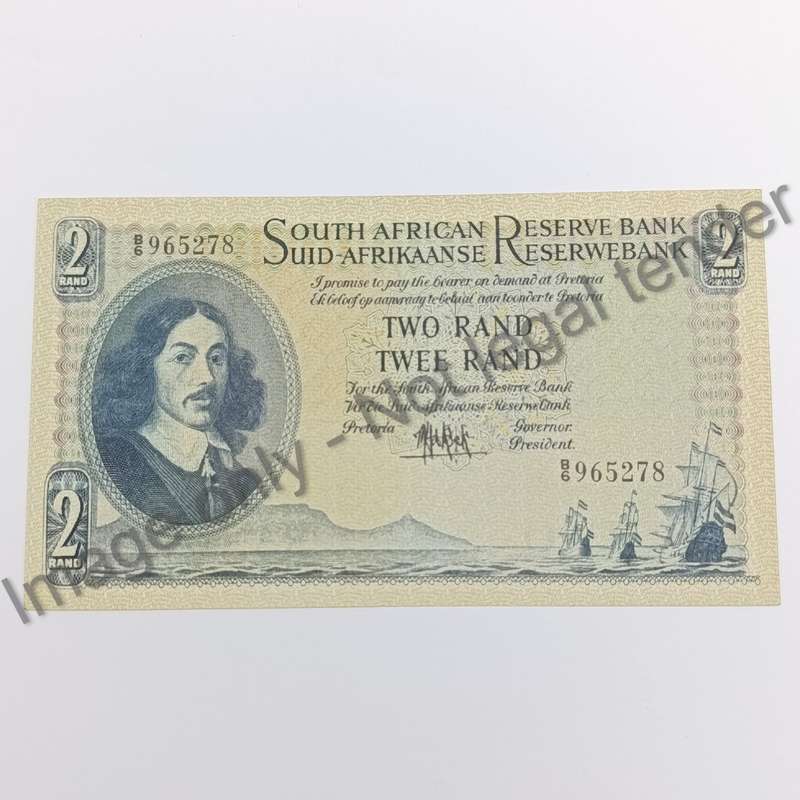 2
RAND
B/6 965278
SOUTH AFRICAN RESERVE BANK
SUID-AFRIKAANSE RESERWEBANK
2
RAND
I promise to pay the bearer on demand at Pretoria
Ek beloof op aanvraag te betaal aan toonder te Pretoria
TWO RAND
TWEE RAND
For the South African Reserve Bank
Vir die Suid-Afrikaanse Reserwebank
Pretoria Governor.
President.
B/6 965278
2
RAND
Image only - Not legal tender